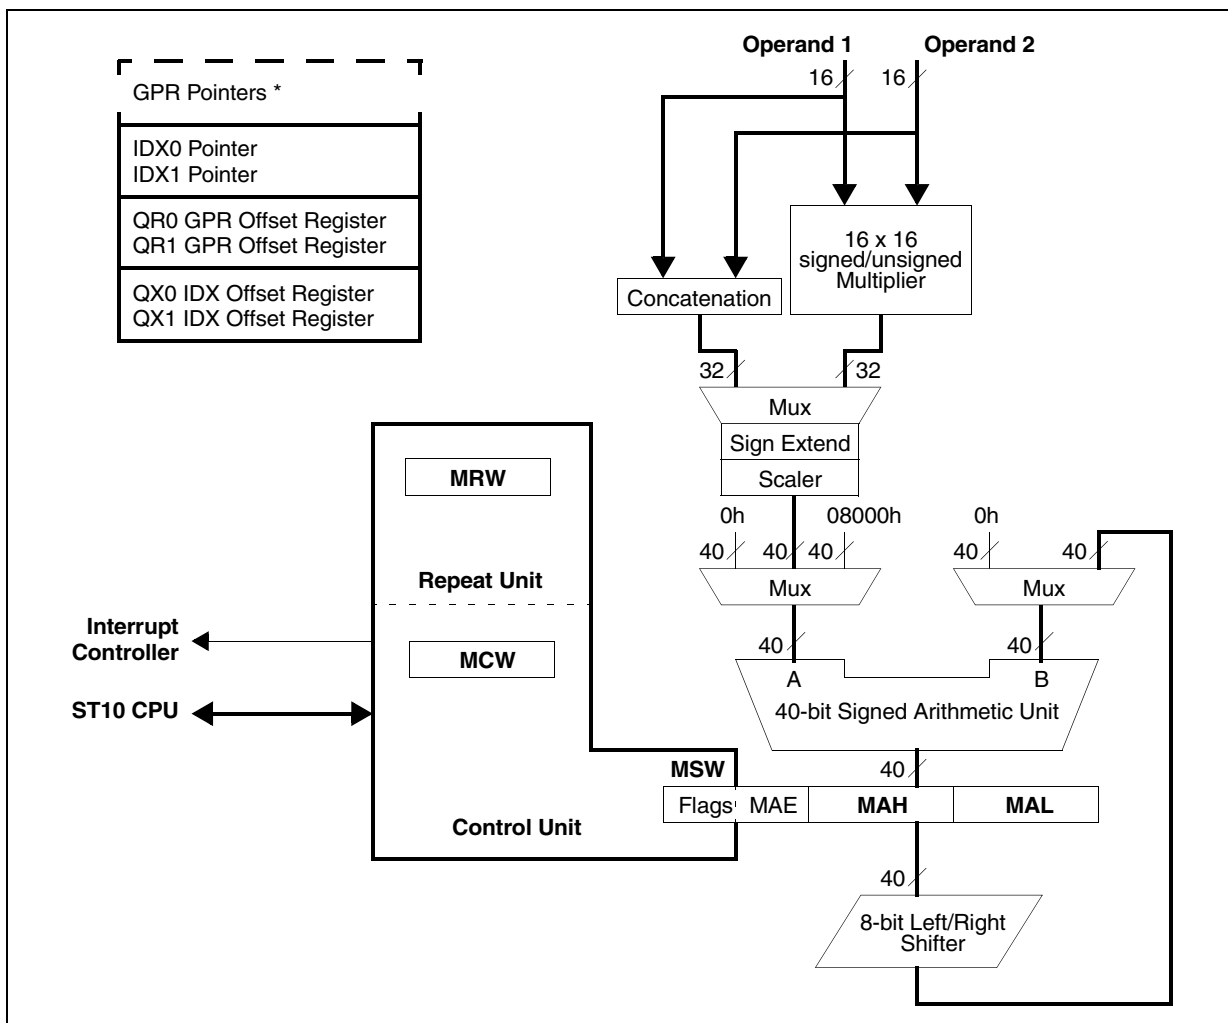 Operand 1 Operand 2
16 16
GPR Pointers *
IDX0 Pointer
IDX1 Pointer
QR0 GPR Offset Register
QR1 GPR Offset Register
QX0 IDX Offset Register
QX1 IDX Offset Register
16 x 16
signed/unsigned
Multiplier
Concatenation
32 32
Mux
Sign Extend
Scaler
0h 08000h 0h
40 40 40 40 40
Mux Mux
40 40
A B
40-bit Signed Arithmetic Unit
MRW
Repeat Unit
Interrupt
Controller
MCW
ST10 CPU
MSW
40
Flags MAE MAH MAL
Control Unit
40
8-bit Left/Right
Shifter